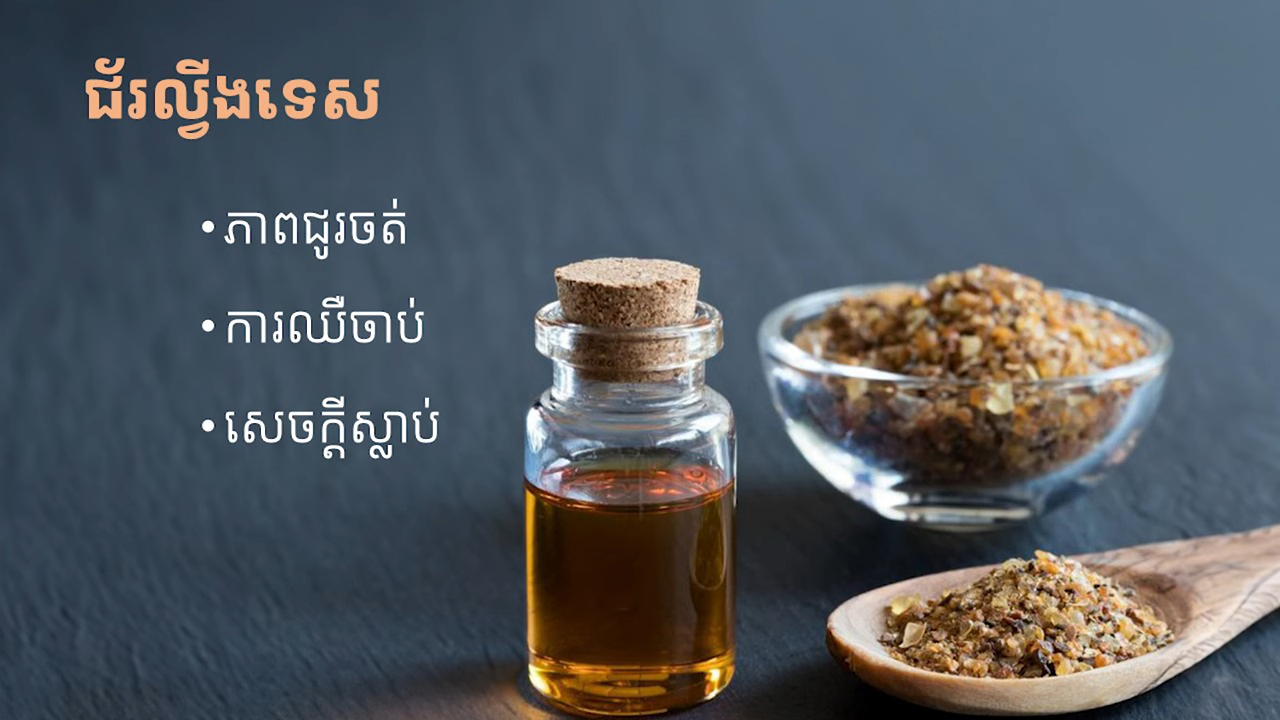 ជ័រល្វីងទេស
• ភាពជូរចត់
• ការឈឺចាប់
• សេចក្ដីស្លាប់